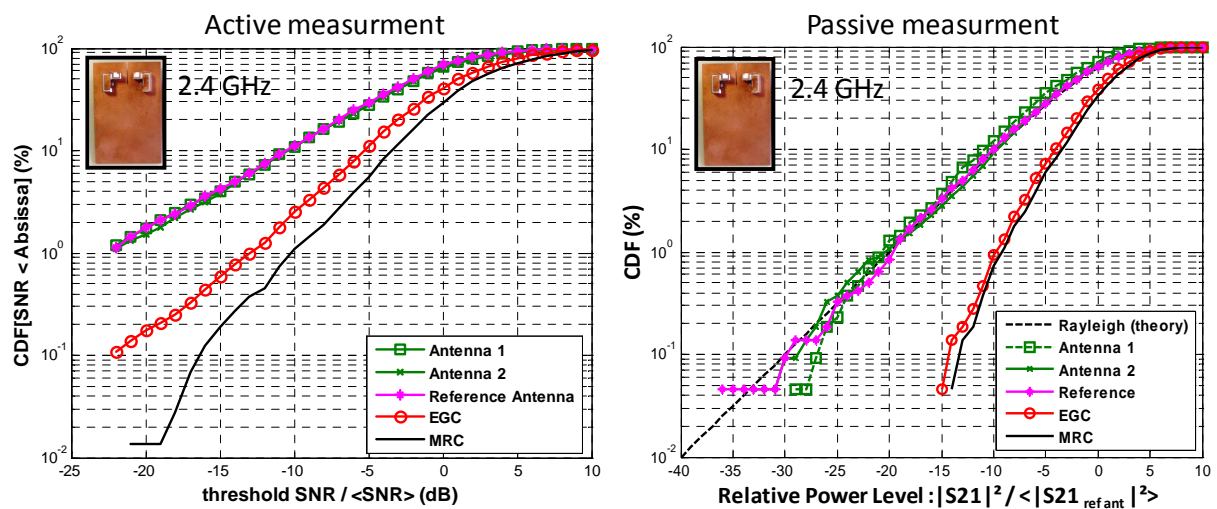 Active measurment
2.4 GHz
CDF[SNR < Absissa] (%)
10^2
10^1
10^0
10^-1
10^-2
Antenna 1
Antenna 2
Reference Antenna
EGC
MRC
-25 -20 -15 -10 -5 0 5 10
threshold SNR / <SNR> (dB)
Passive measurment
2.4 GHz
CDF (%)
10^2
10^1
10^0
10^-1
10^-2
Rayleigh (theory)
Antenna 1
Antenna 2
Reference
EGC
MRC
-40 -35 -30 -25 -20 -15 -10 -5 0 5 10
Relative Power Level :|S21|²/<|S21 ref ant |²>